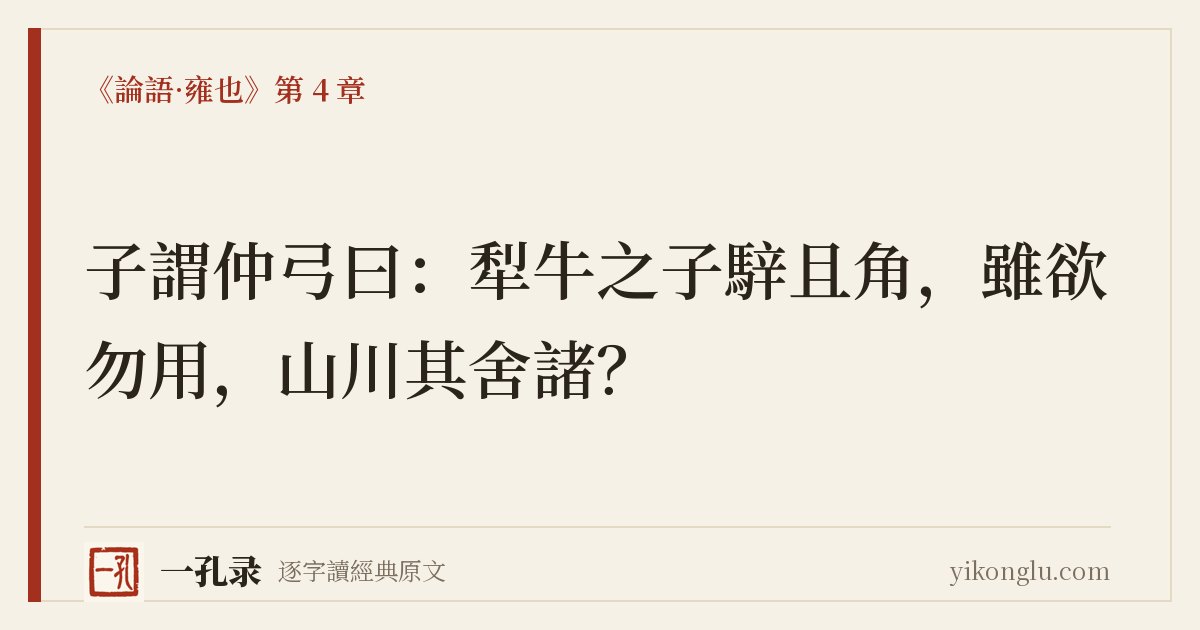 《論語·雍也》第 4 章
子謂仲弓曰：犁牛之子騂且角，雖欲
勿用，山川其舍諸？
一孔
一孔录 逐字讀經典原文 yikonglu.com